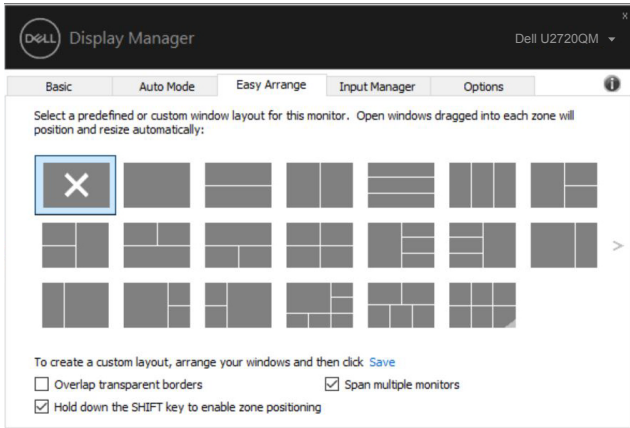 x
DELL Display Manager Dell U2720QM
Basic Auto Mode Easy Arrange Input Manager Options i
Select a predefined or custom window layout for this monitor. Open windows dragged into each zone will
position and resize automatically:
>
To create a custom layout, arrange your windows and then click Save
Overlap transparent borders Span multiple monitors
Hold down the SHIFT key to enable zone positioning